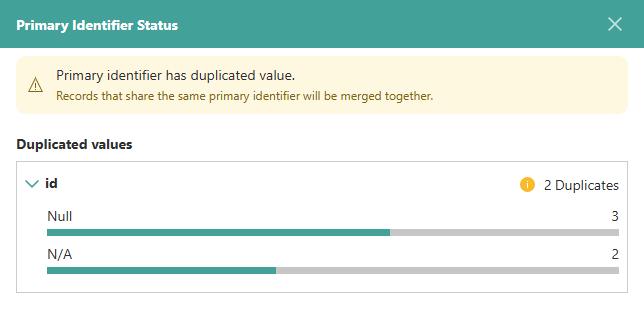 Primary Identifier Status
Primary identifier has duplicated value.
Records that share the same primary identifier will be merged together.
Duplicated values
id
2 Duplicates
Null 3
N/A 2